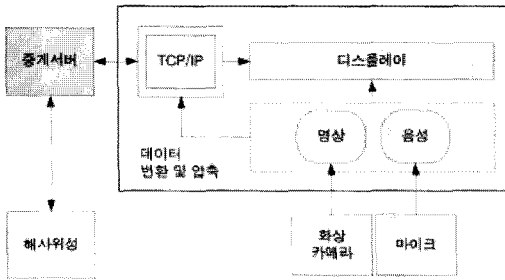 중계서버
TCP/IP
디스플레이
영상
음성
데이터
변환 및 압축
해사위성
화상
카메라
마이크